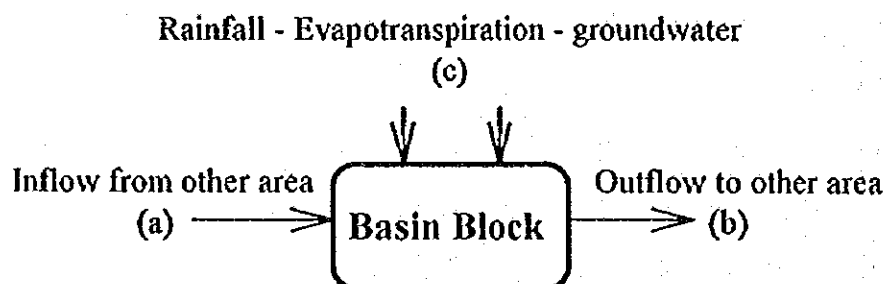 Rainfall - Evapotranspiration - groundwater
(c)
Inflow from other area
Outflow to other area
(a)
Basin Block
(b)